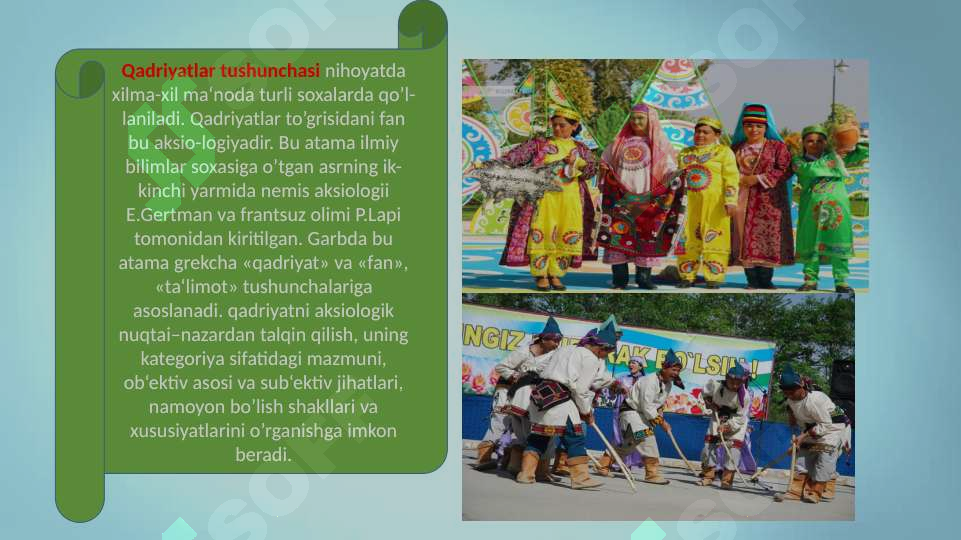 Qadriyatlar tushunchasi nihoyatda
xilma-xil ma'noda turli soxalarda qo'l-
laniladi. Qadriyatlar to'grisidani fan
bu aksio-logiyadir. Bu atama ilmiy
bilimlar soxasiga o'tgan asrning ik-
kinchi yarmida nemis aksiologii
E.Gertman va frantsuz olimi P.Lapi
tomonidan kiritilgan. Garbda bu
atama grekcha «qadriyat» va «fan»,
«ta'limot» tushunchalariga
asoslanadi. qadriyatni aksiologik
nuqtai–nazardan talqin qilish, uning
kategoriya sifatidagi mazmuni,
ob'ektiv asosi va sub'ektiv jihatlari,
namoyon bo'lish shakllari va
xususiyatlarini o'rganishga imkon
beradi.
NGIZ
BO'LSIN!
SOFT